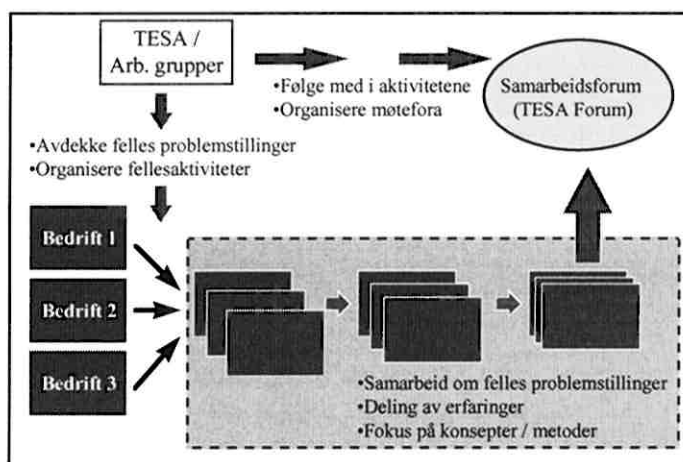 TESA /
Arb. grupper
•Følge med i aktivitetene
•Organisere møtefora
Samarbeidsforum
(TESA Forum)
•Avdekke felles problemstillinger
•Organisere fellesaktiviteter
Bedrift 1
Bedrift 2
Bedrift 3
•Samarbeid om felles problemstillinger
•Deling av erfaringer
•Fokus på konsepter / metoder